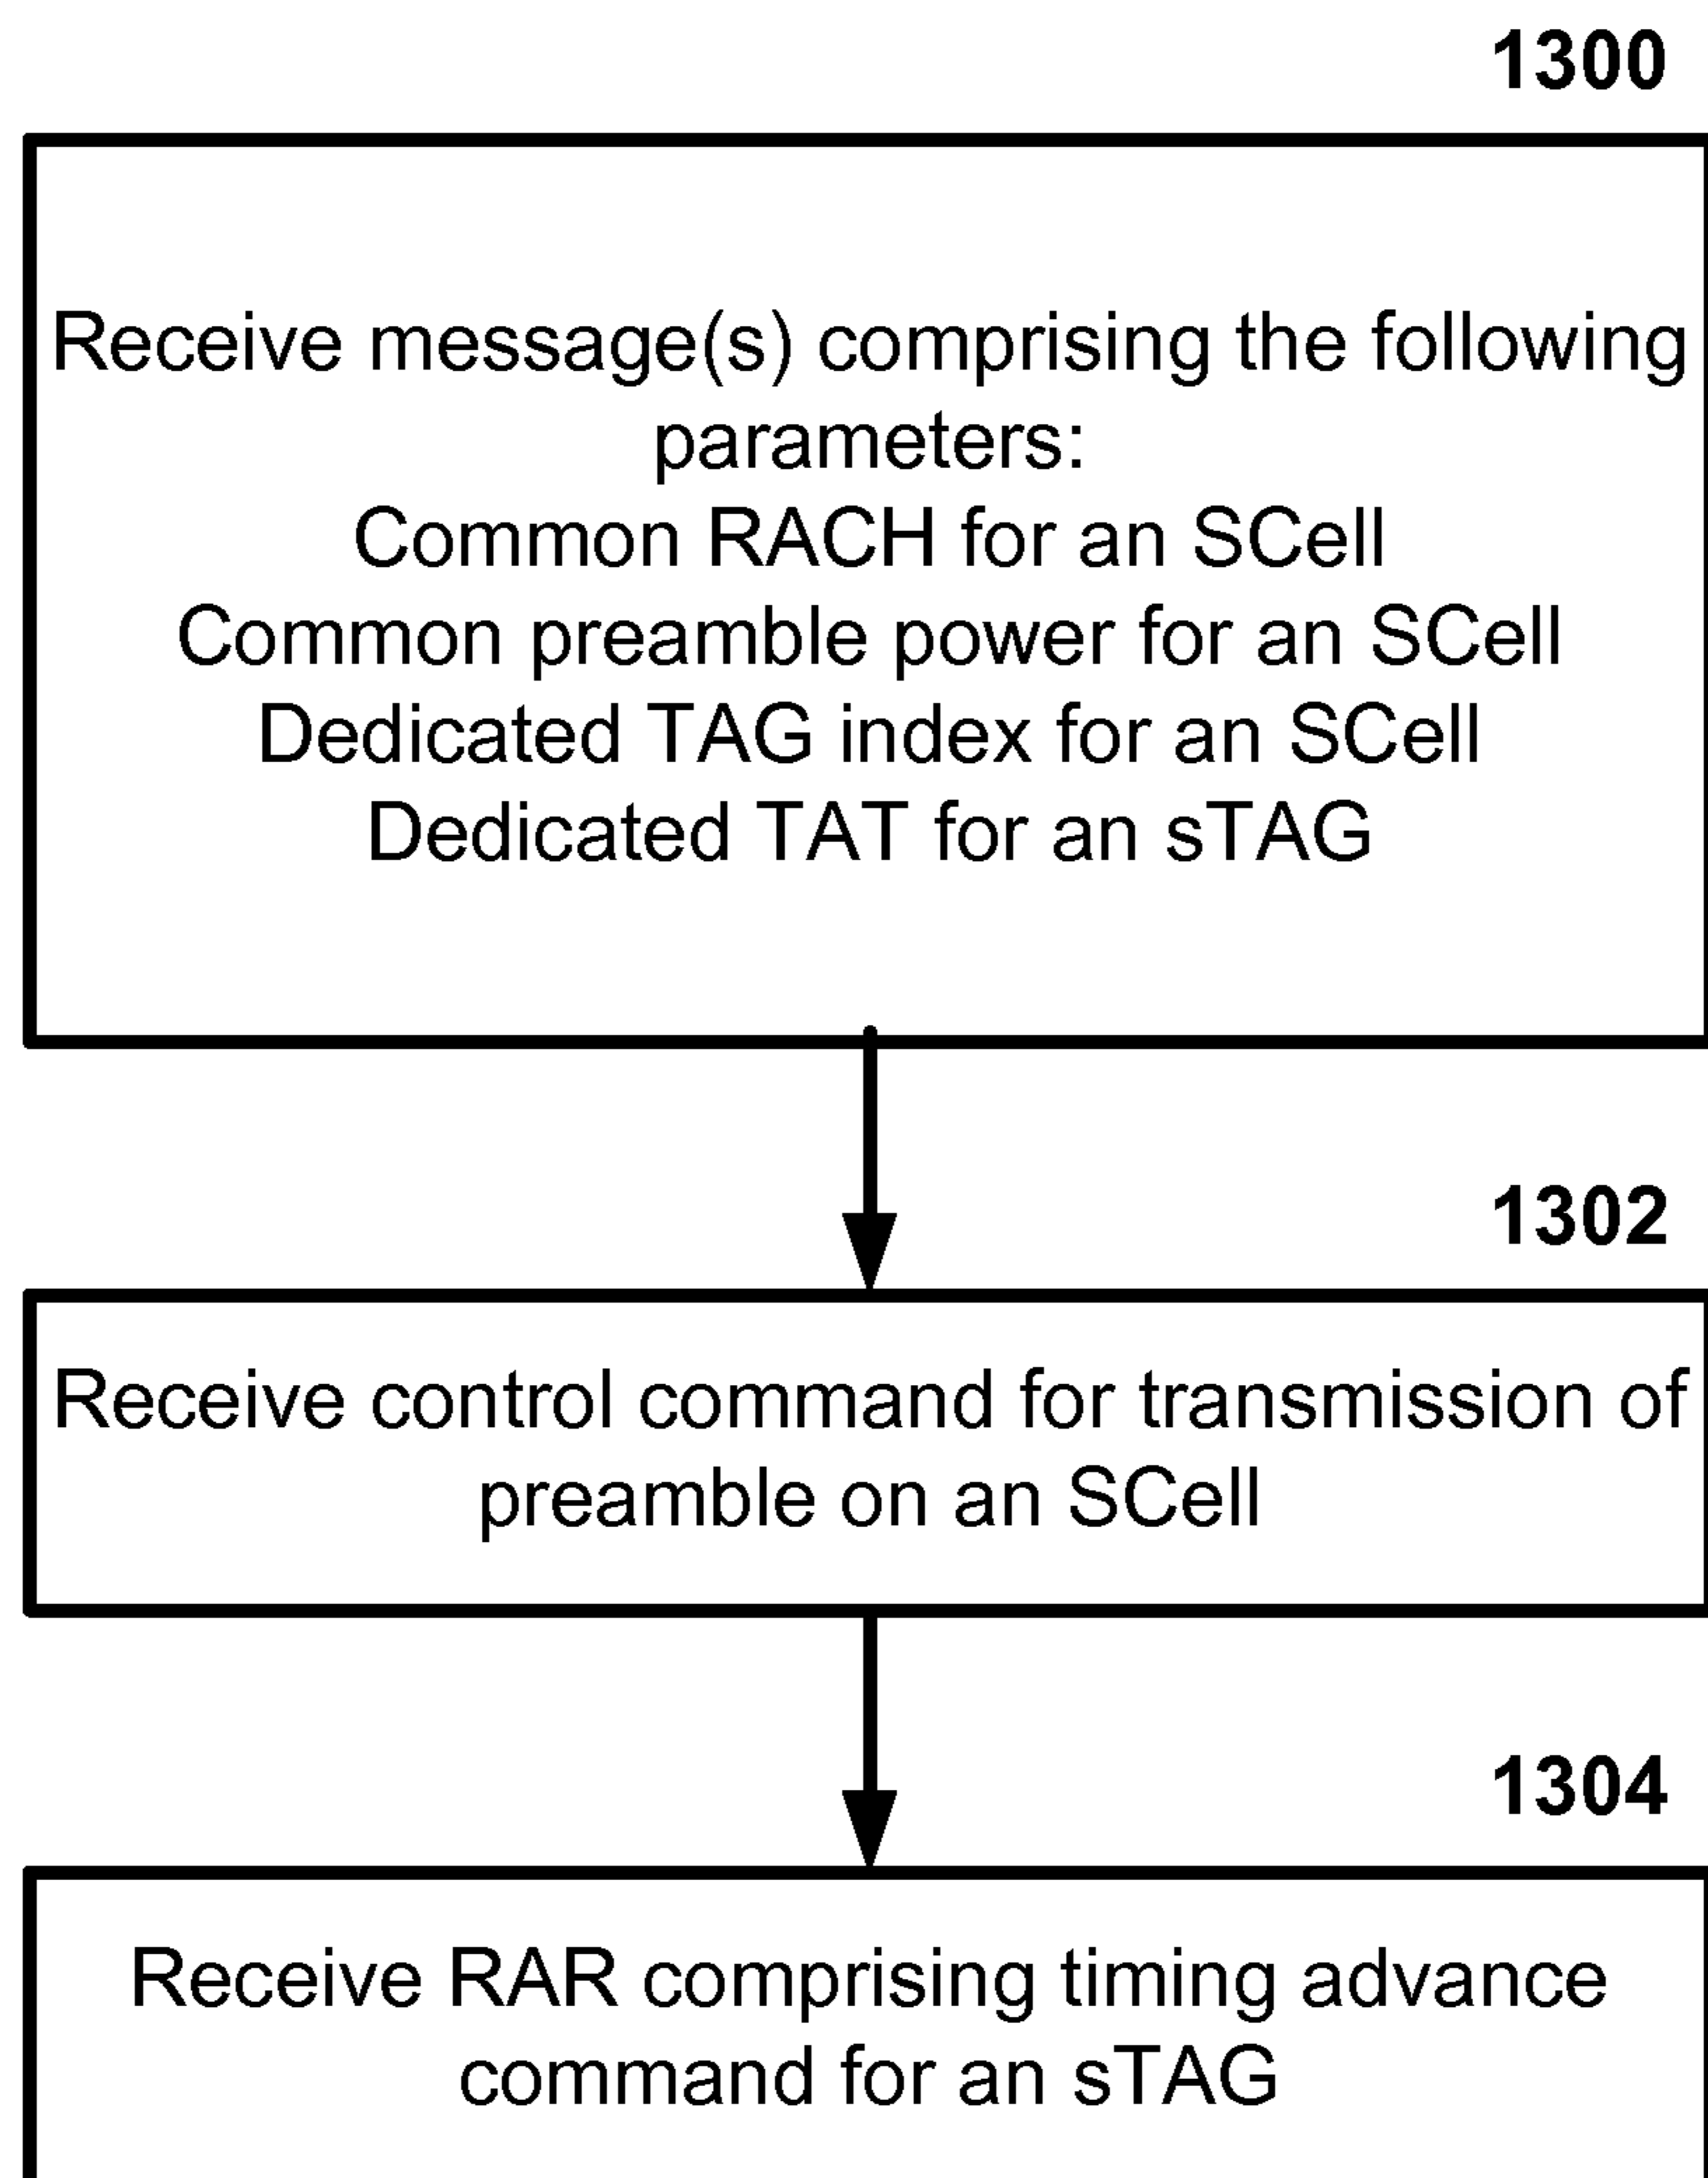 1300
Receive message(s) comprising the following
parameters:
Common RACH for an SCell
Common preamble power for an SCell
Dedicated TAG index for an SCell
Dedicated TAT for an sTAG
1302
Receive control command for transmission of
preamble on an SCell
1304
Receive RAR comprising timing advance
command for an sTAG